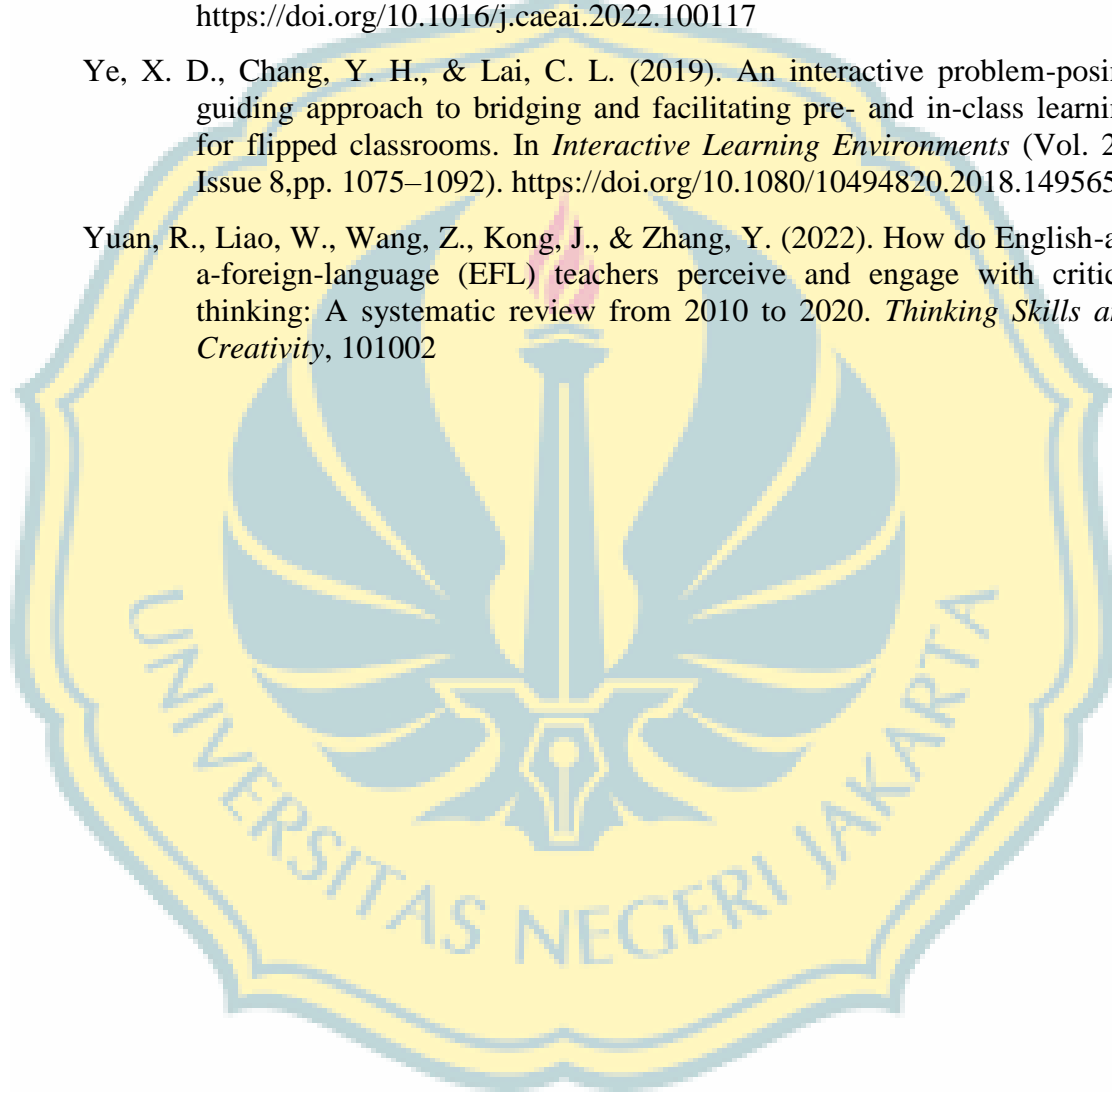 https://doi.org/10.1016/j.caeai.2022.100117
Ye, X. D., Chang, Y. H., & Lai, C. L. (2019). An interactive problem-posin
guiding approach to bridging and facilitating pre- and in-class learnin
for flipped classrooms. In Interactive Learning Environments (Vol. 2
Issue 8,pp. 1075–1092). https://doi.org/10.1080/10494820.2018.149565
Yuan, R., Liao, W., Wang, Z., Kong, J., & Zhang, Y. (2022). How do English-a
a-foreign-language (EFL) teachers perceive and engage with critic
thinking: A systematic review from 2010 to 2020. Thinking Skills a
Creativity, 101002
UNIVERSITAS NEGERI JAKARTA